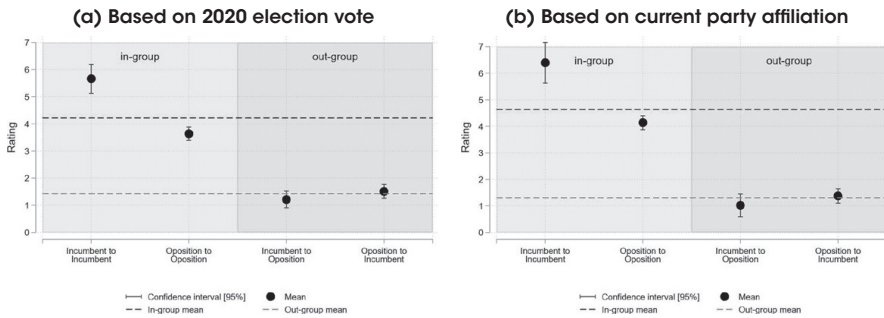 (a) Based on 2020 election vote
in-group
out-group
7
6
5
4
3
2
1
0
Rating
Incumbent to
Incumbent
Oposition to
Oposition
Incumbent to
Oposition
Oposition to
Incumbent
Confidence interval [95%]
Mean
In-group mean
Out-group mean
(b) Based on current party affiliation
in-group
out-group
7
6
5
4
3
2
1
0
Rating
Incumbent to
Incumbent
Oposition to
Oposition
Incumbent to
Oposition
Oposition to
Incumbent
Confidence interval [95%]
Mean
In-group mean
Out-group mean